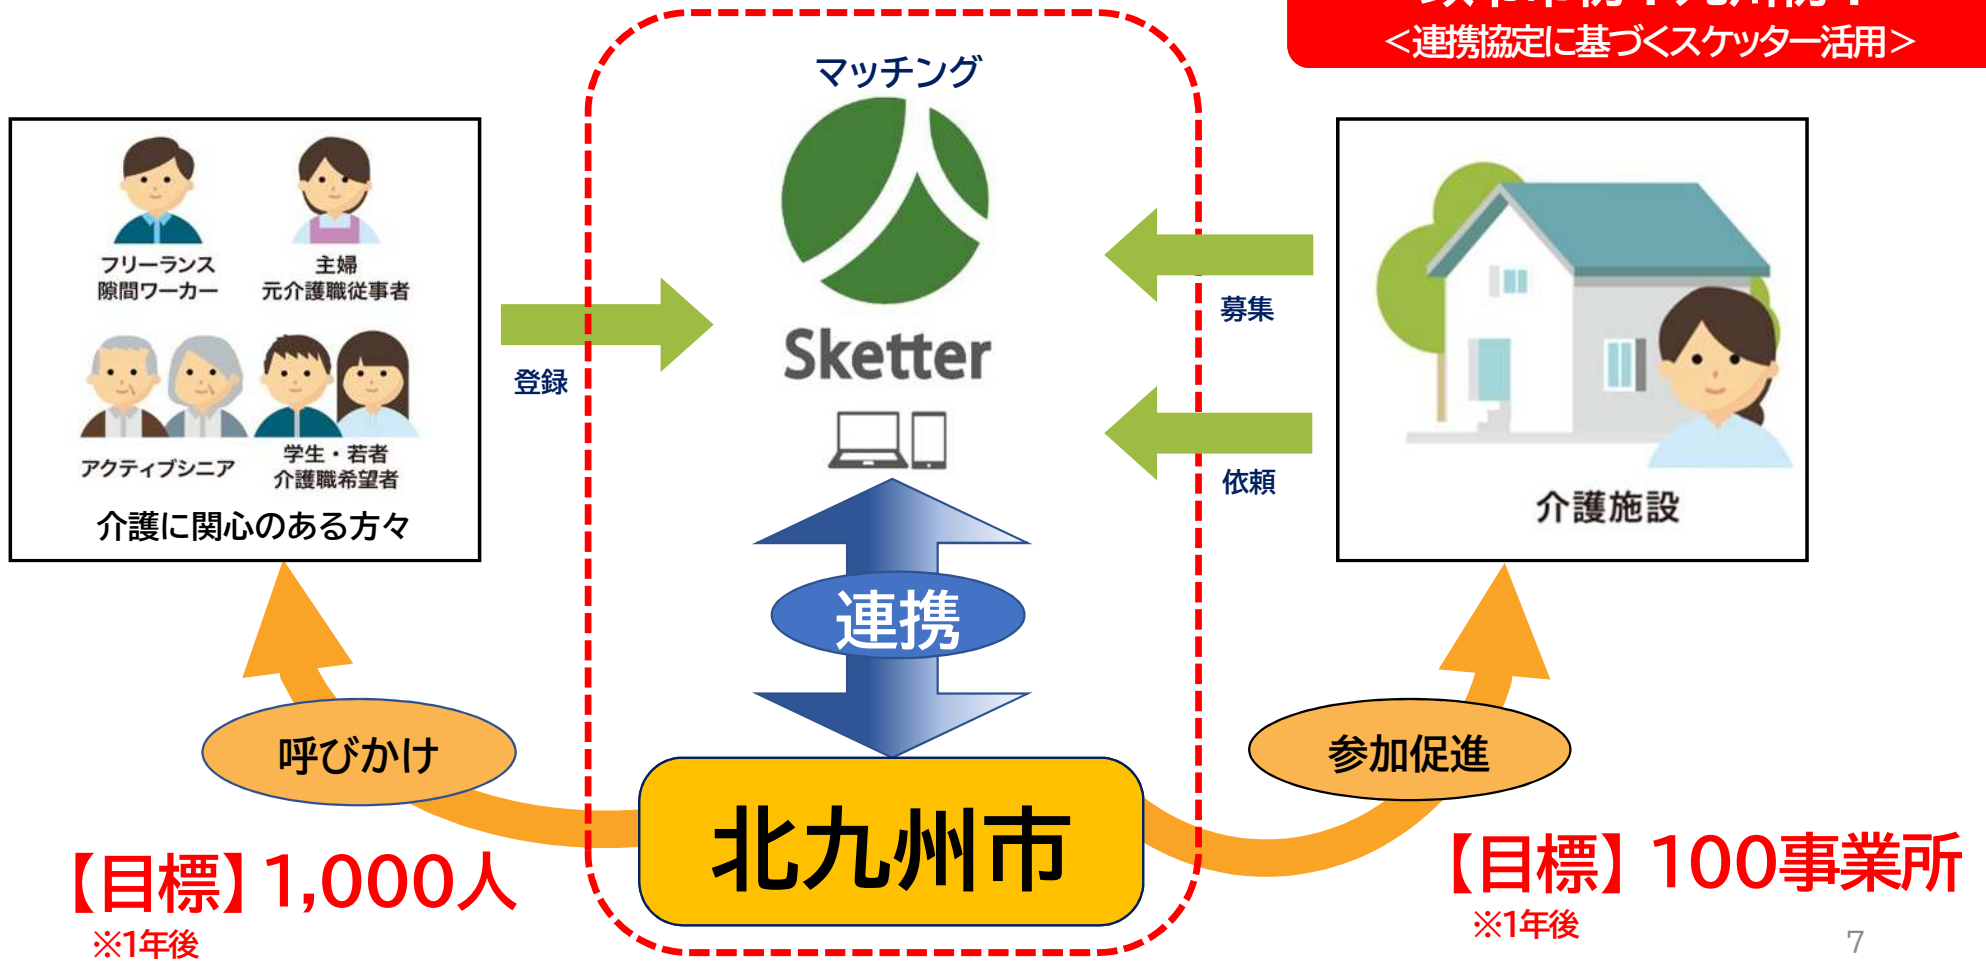 <連携協定に基づくスケッター活用>
マッチング
フリーランス
隙間ワーカー
主婦
元介護職従事者
アクティブシニア
学生・若者
介護職希望者
介護に関心のある方々
登録
Sketter
募集
依頼
介護施設
連携
呼びかけ
参加促進
北九州市
【目標】1,000人
※1年後
【目標】100事業所
※1年後
7